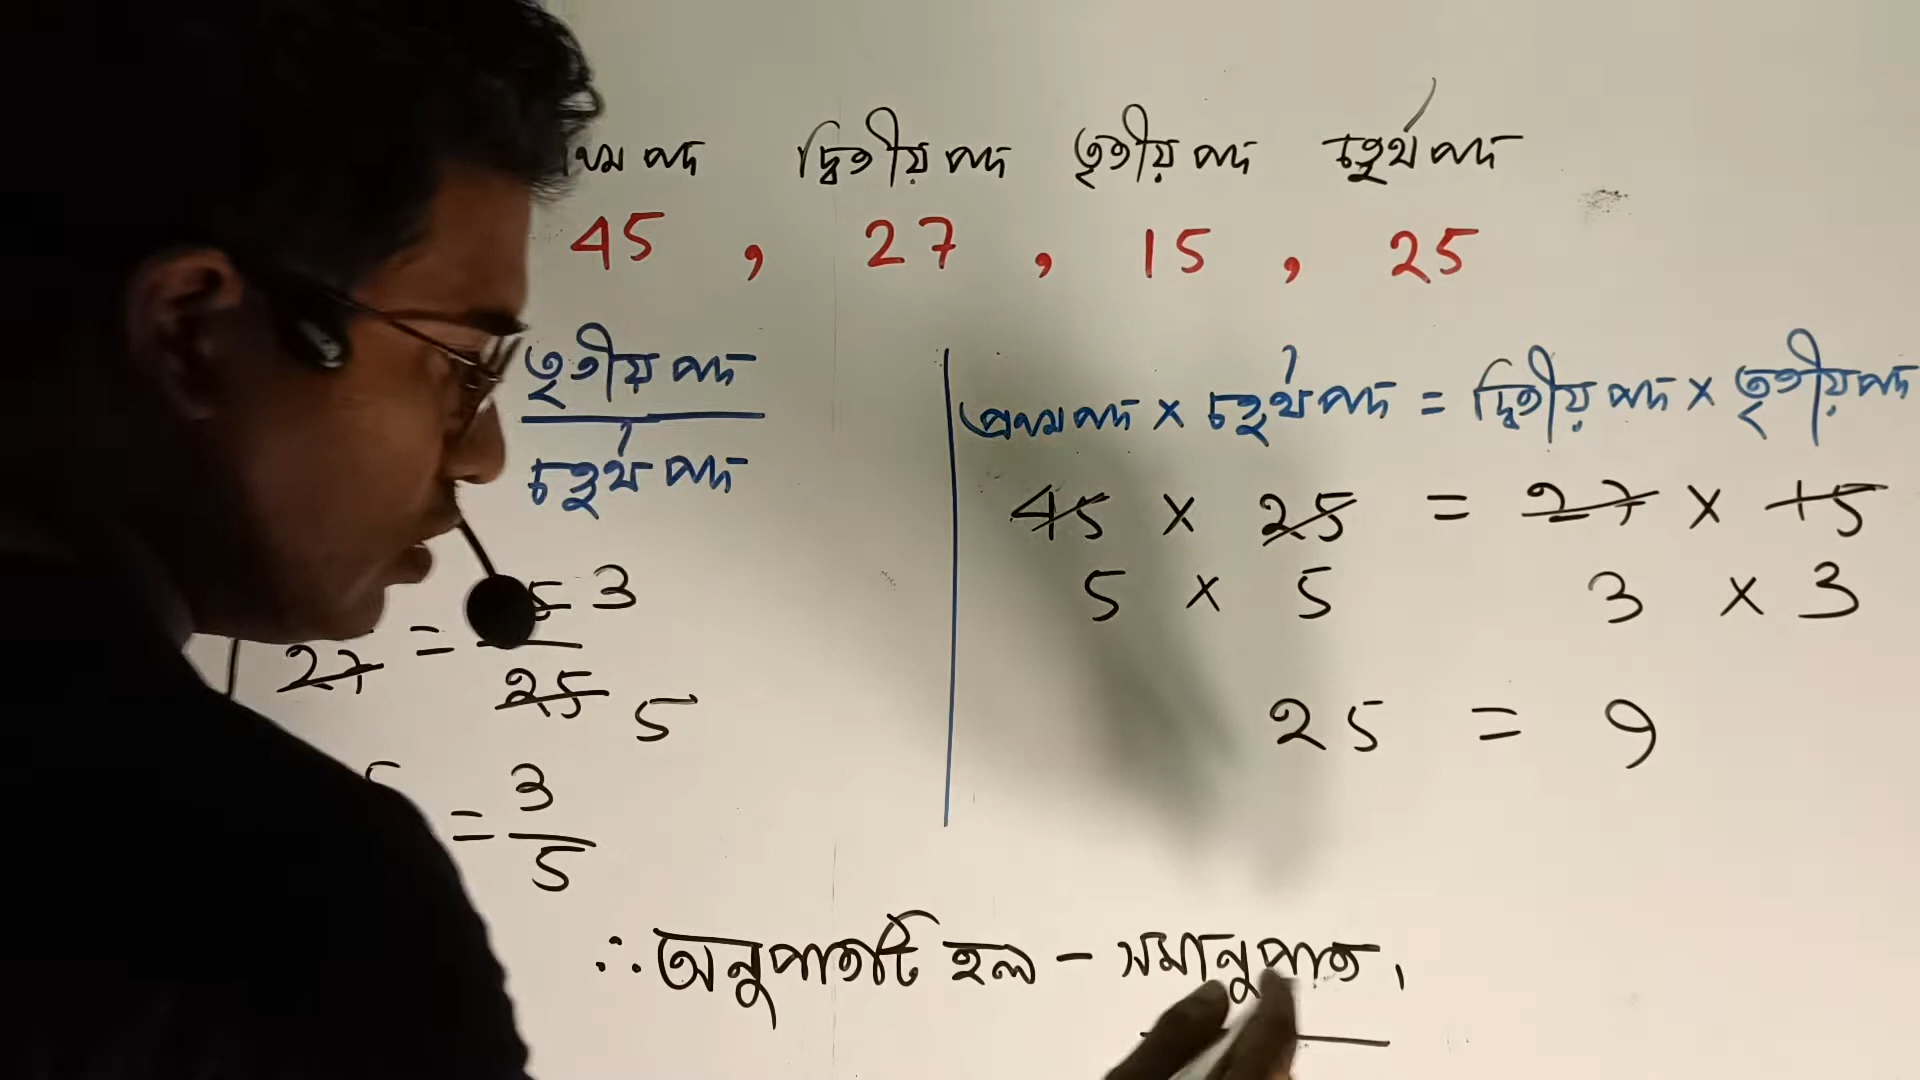 পদ দ্বিতীয় পদ তৃতীয় পদ চতুর্থ পদ
45 , 27 , 15 , 25
তৃতীয় পদ
চতুর্থ পদ
27 = 25 3
5
= 3
5
প্রথম পদ × চতুর্থ পদ = দ্বিতীয় পদ × তৃতীয় পদ
45 × 25 = 27 × 15
5 × 5 3 × 3
25 = 9
∴ অনুপাতটি হল - সমানুপাত।